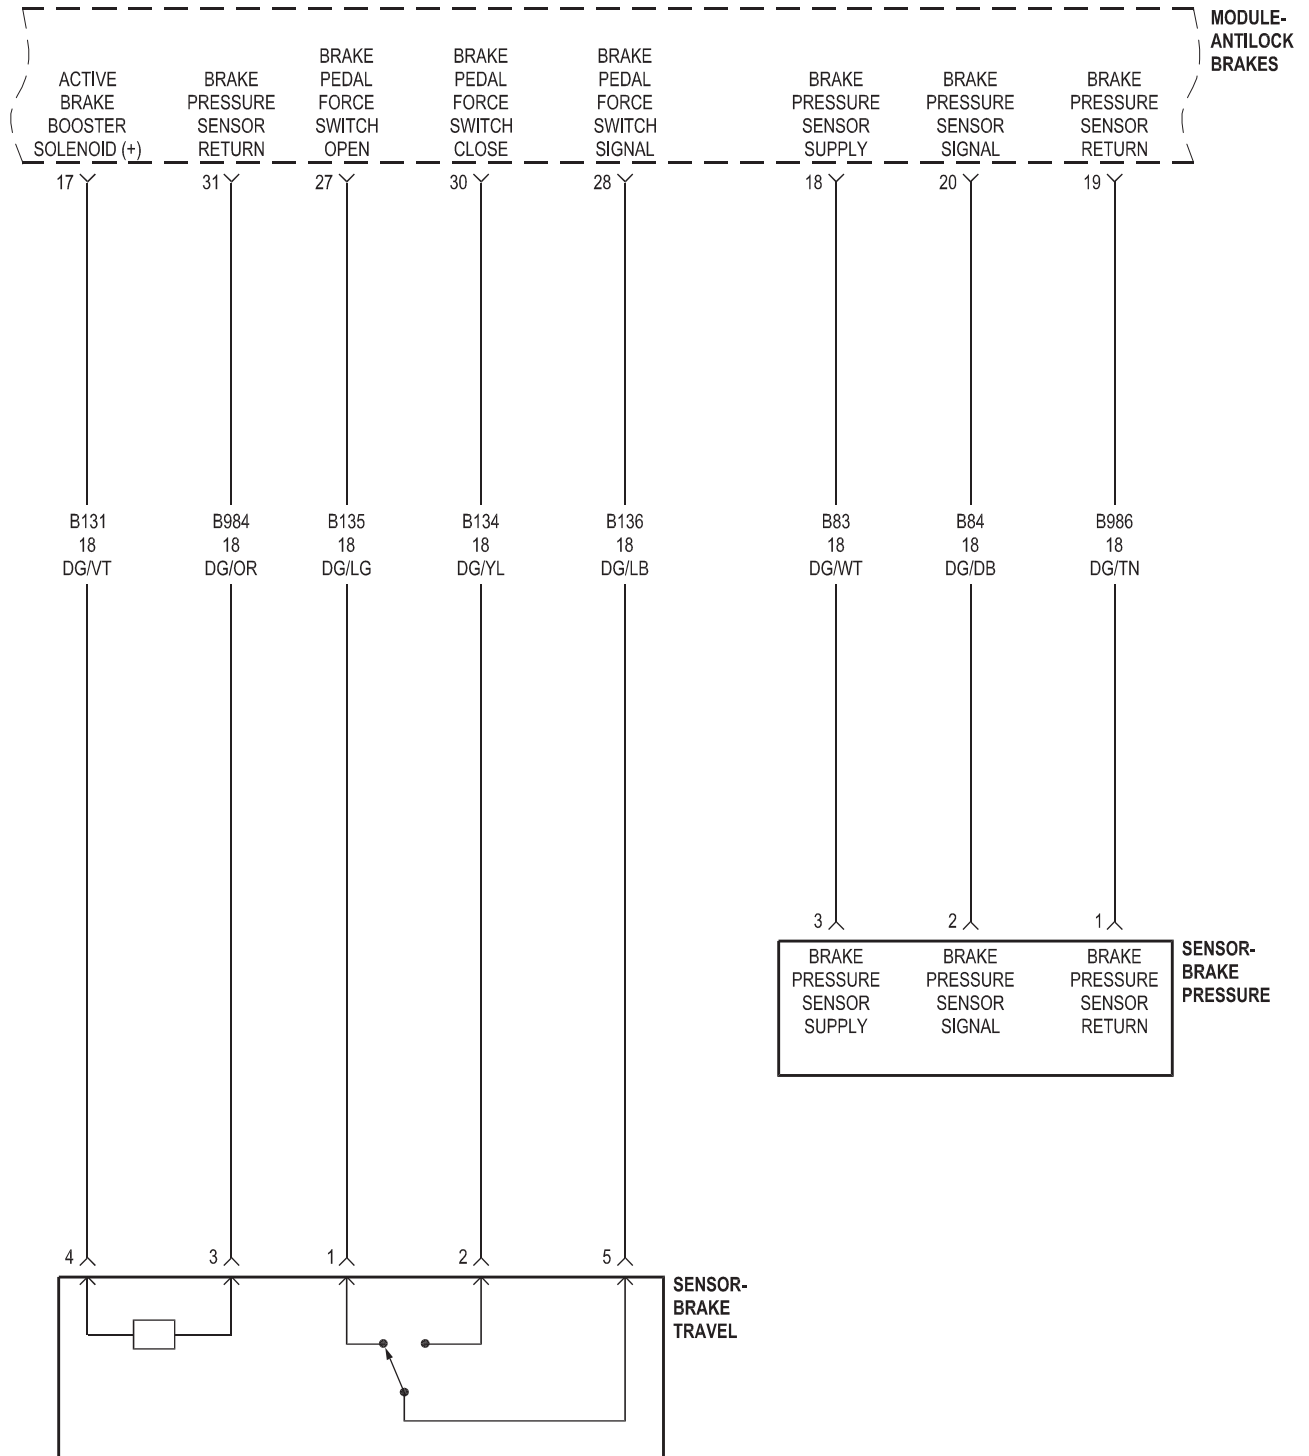 MODULE-
ANTILOCK
BRAKES
ACTIVE
BRAKE
BOOSTER
SOLENOID (+)
BRAKE
PRESSURE
SENSOR
RETURN
BRAKE
PEDAL
FORCE
SWITCH
OPEN
BRAKE
PEDAL
FORCE
SWITCH
CLOSE
BRAKE
PEDAL
FORCE
SWITCH
SIGNAL
BRAKE
PRESSURE
SENSOR
SUPPLY
BRAKE
PRESSURE
SENSOR
SIGNAL
BRAKE
PRESSURE
SENSOR
RETURN
17
31
27
30
28
18
20
19
B131
18
DG/VT
B984
18
DG/OR
B135
18
DG/LG
B134
18
DG/YL
B136
18
DG/LB
B83
18
DG/WT
B84
18
DG/DB
B986
18
DG/TN
3
2
1
BRAKE
PRESSURE
SENSOR
SUPPLY
BRAKE
PRESSURE
SENSOR
SIGNAL
BRAKE
PRESSURE
SENSOR
RETURN
SENSOR-
BRAKE
PRESSURE
4
3
1
2
5
SENSOR-
BRAKE
TRAVEL